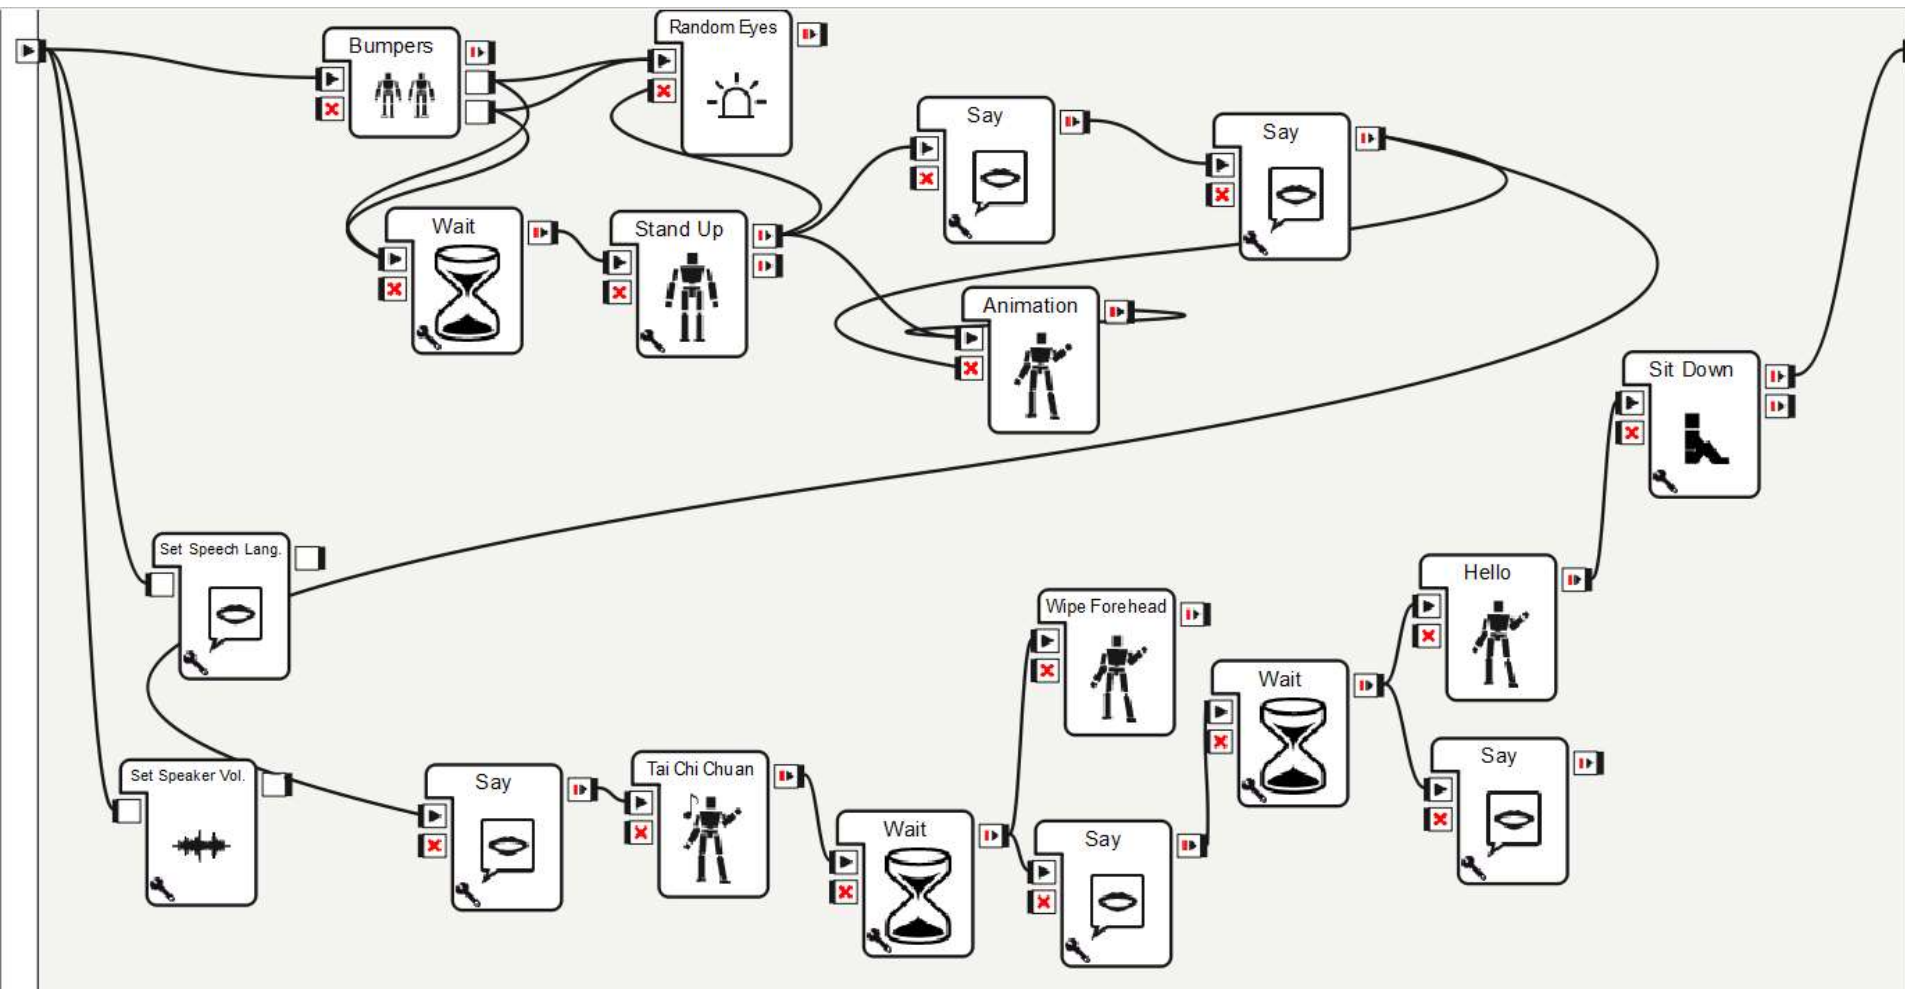 Bumpers
Random Eyes
Say
Say
Wait
Stand Up
Animation
Sit Down
Set Speech Lang.
Hello
Wipe Forehead
Wait
Say
Set Speaker Vol.
Say
Tai Chi Chuan
Wait
Say